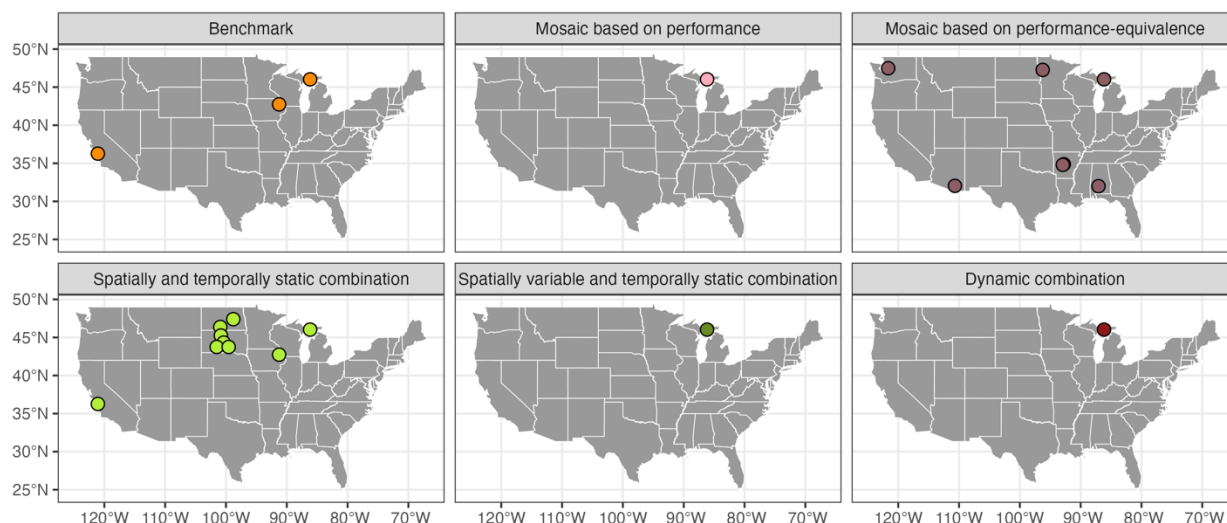 Benchmark
Mosaic based on performance
Mosaic based on performance-equivalence
50°N
45°N
40°N
35°N
30°N
25°N
Spatially and temporally static combination
Spatially variable and temporally static combination
Dynamic combination
50°N
45°N
40°N
35°N
30°N
25°N
120°W 110°W 100°W 90°W 80°W 70°W
120°W 110°W 100°W 90°W 80°W 70°W
120°W 110°W 100°W 90°W 80°W 70°W